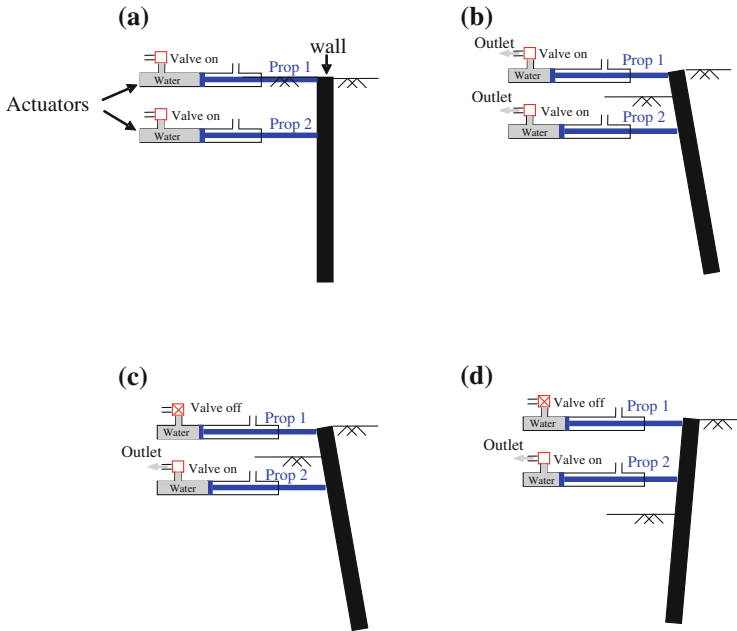 (a)
wall
Valve on
Prop 1
Water
Actuators
Valve on
Prop 2
Water
(b)
Outlet
Valve on
Prop 1
Water
Outlet
Valve on
Prop 2
Water
(c)
Valve off
Prop 1
Water
Outlet
Valve on
Prop 2
Water
(d)
Valve off
Prop 1
Water
Outlet
Valve on
Prop 2
Water